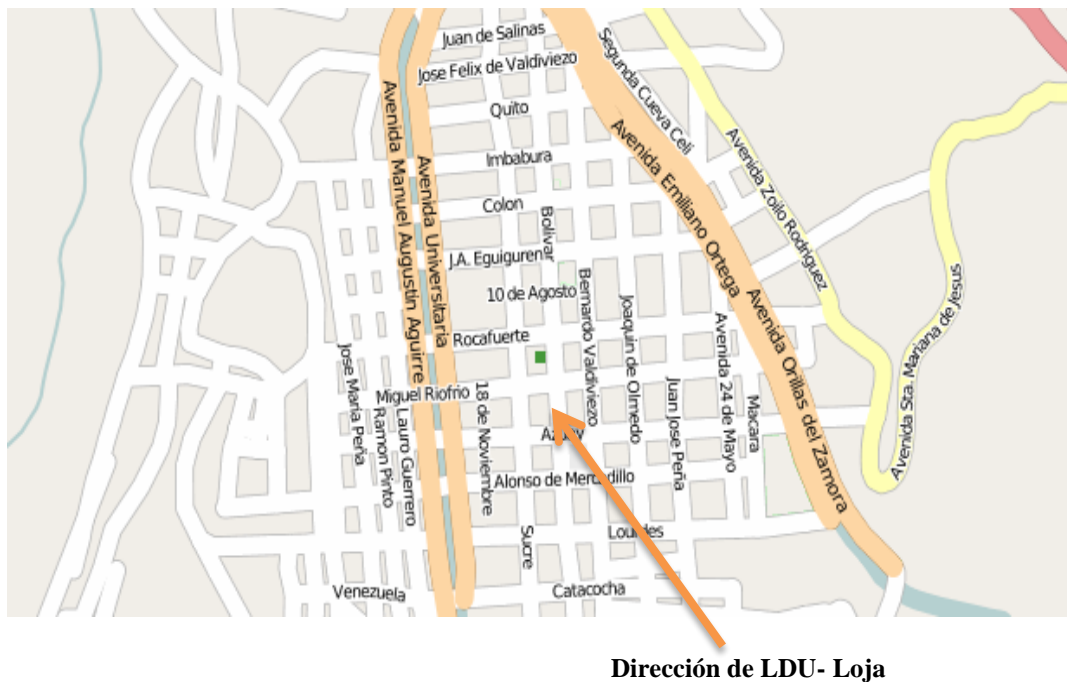 Juan de Salinas
Jose Felix de Valdiviezo
Quito
Segunda Cueva Celi
Avenida Manuel Augustin Aguirre
Avenida Universitaria
Imbabura
Avenida Emiliano Ortega
Avenida Zoilo Rodriguez
Colon
Bolivar
J.A. Eguiguren
10 de Agosto
Bernardo Valdiviezo
Joaquin de Olmedo
Avenida Orillas del Zamora
Avenida Sta. Mariana de Jesus
Rocafuerte
Jose Maria Peña
Avenida 24 de Mayo
Miguel Riofrio
18 de Noviembre
Juan Jose Peña
Macara
Ramon Pinto
Lauro Guerrero
Azuay
Alonso de Mercadillo
Sucre
Lourdes
Venezuela
Catacocha
Dirección de LDU- Loja